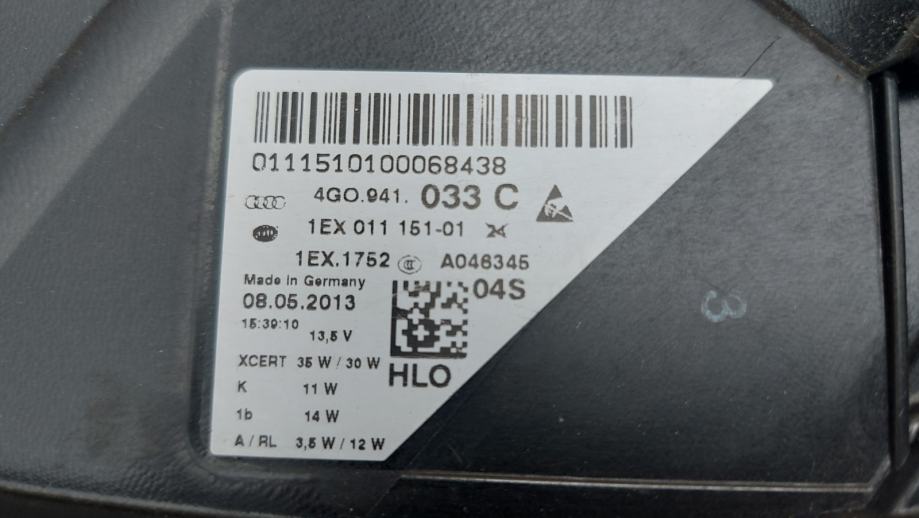 0111510100068438
4G0.941. 033 C
1EX 011 151-01
1EX.1752 A046345
Made in Germany
04S
08.05.2013
15:39:10
13,5 V
XCERT 35 W / 30 W
HLO
K 11 W
1b 14 W
A / RL 3,5 W / 12 W
3